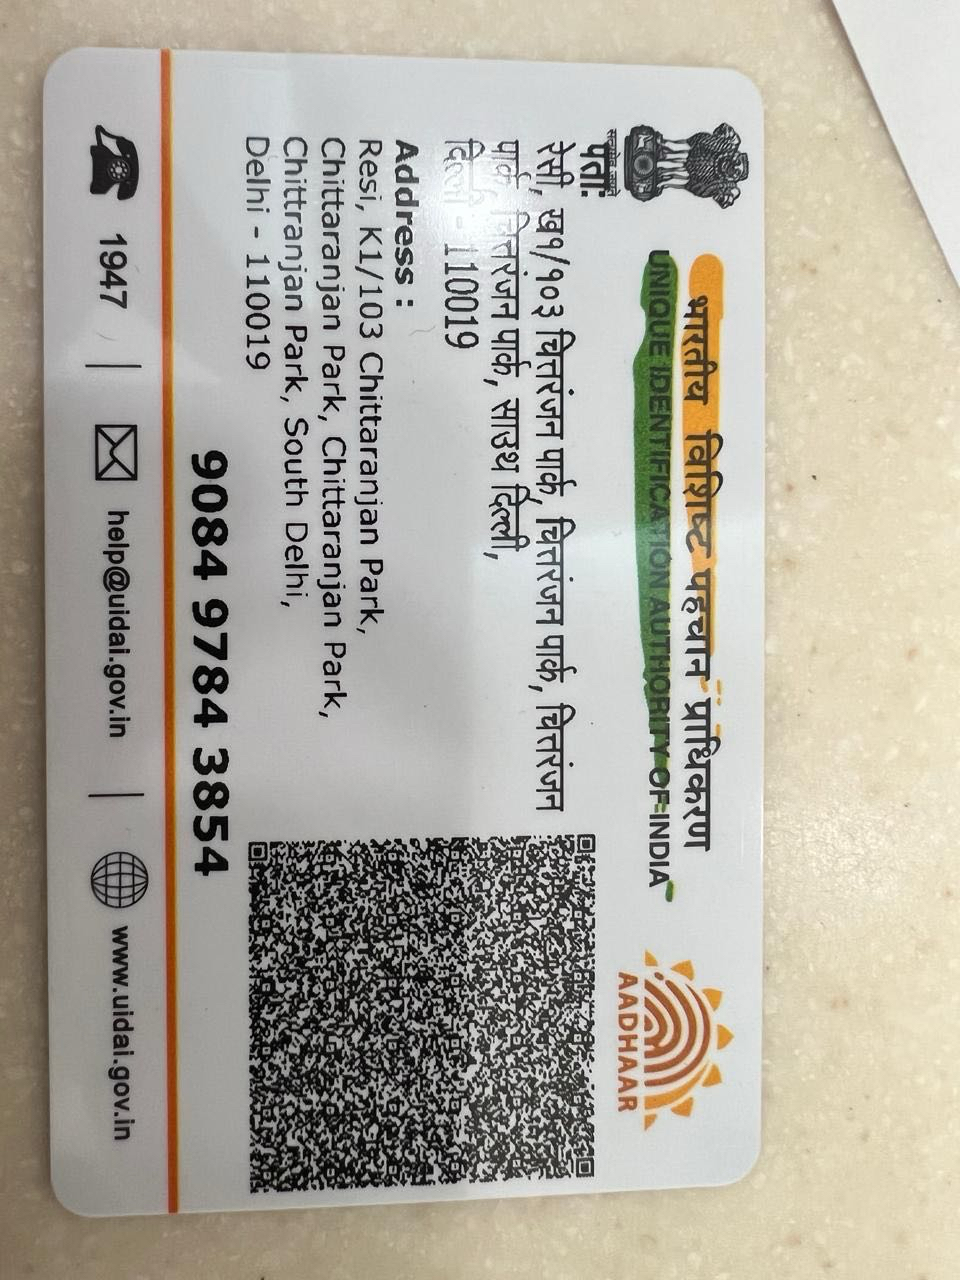 भारतीय विशिष्ट पहचान प्राधिकरण
UNIQUE IDENTIFICATION AUTHORITY OF INDIA
AADHAAR
पता:
रेसी, ख१/१०३ चित्तरंजन पार्क, चित्तरंजन पार्क, चित्तरंजन
पार्क, चित्तरंजन पार्क, साउथ दिल्ली,
दिल्ली - 110019
Address :
Resi, K1/103 Chittaranjan Park,
Chittaranjan Park, Chittaranjan Park,
Chittranjan Park, South Delhi,
Delhi - 110019
9084 9784 3854
1947 | help@uidai.gov.in | www.uidai.gov.in